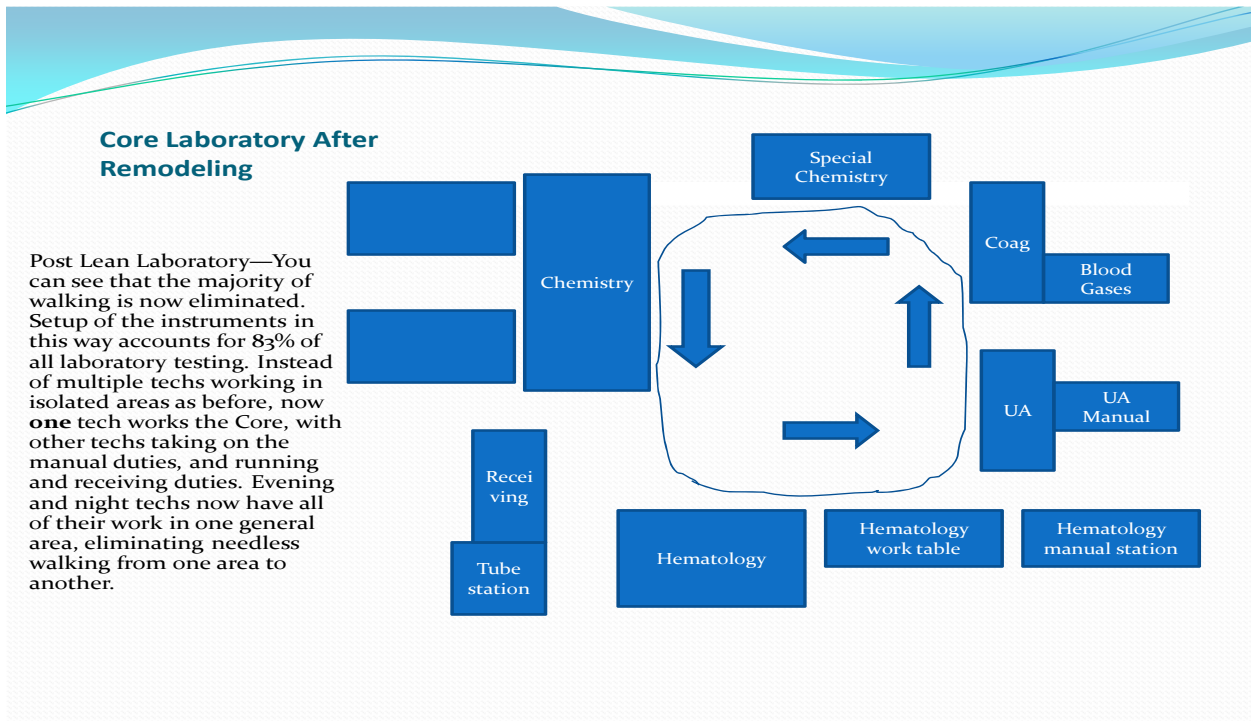 Core Laboratory After
Remodeling
Post Lean Laboratory—You
can see that the majority of
walking is now eliminated.
Setup of the instruments in
this way accounts for 83% of
all laboratory testing. Instead
of multiple techs working in
isolated areas as before, now
one tech works the Core, with
other techs taking on the
manual duties, and running
and receiving duties. Evening
and night techs now have all
of their work in one general
area, eliminating needless
walking from one area to
another.
Special
Chemistry
Chemistry
Coag
Blood
Gases
UA
UA
Manual
Recei
ving
Tube
station
Hematology
Hematology
work table
Hematology
manual station